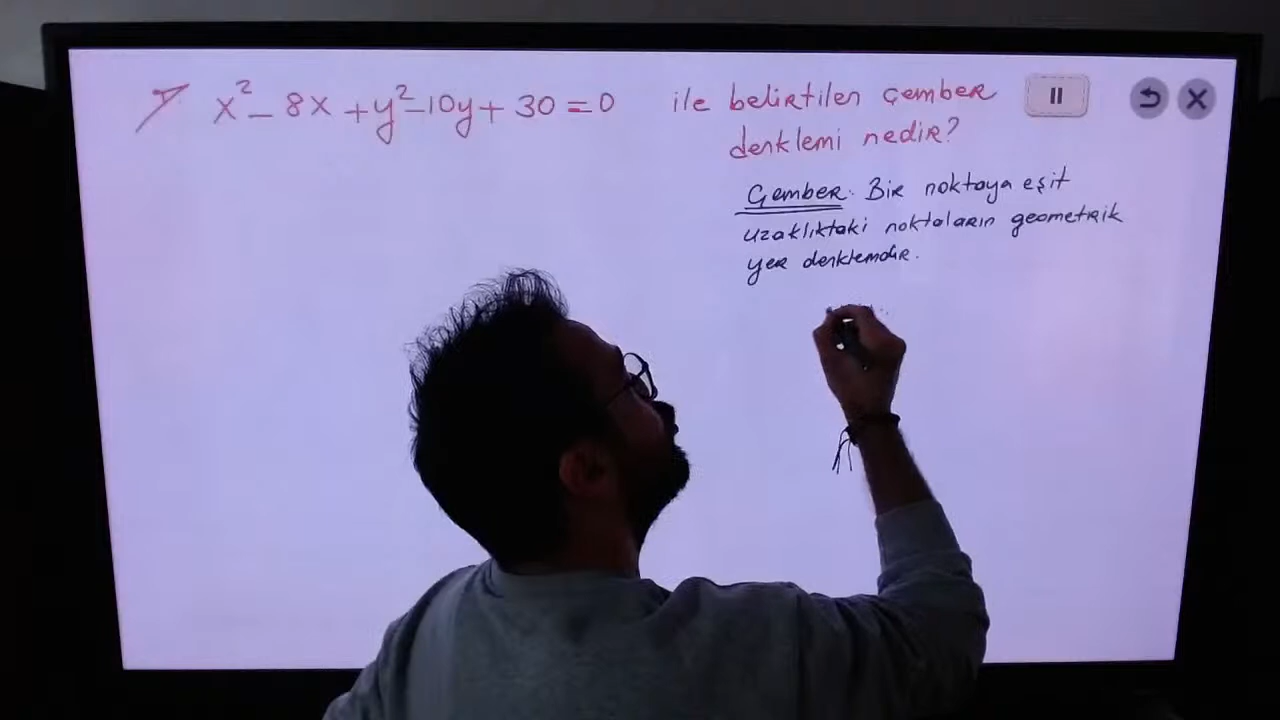 x² - 8x + y² - 10y + 30 = 0 ile belirtilen çember
denklemi nedir?
Çember: Bir noktaya eşit
uzaklıktaki noktaların geometrik
yer denklemdir.